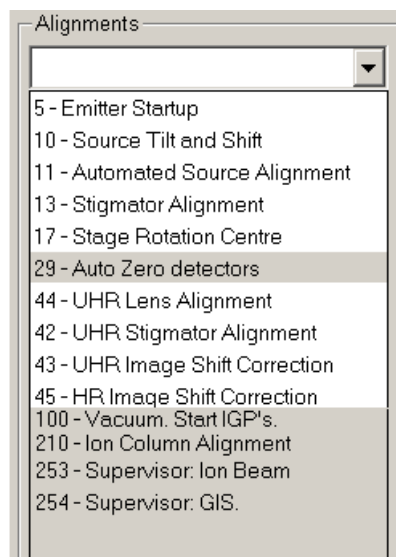 Alignments
5 - Emitter Startup
10 - Source Tilt and Shift
11 - Automated Source Alignment
13 - Stigmator Alignment
17 - Stage Rotation Centre
29 - Auto Zero detectors
44 - UHR Lens Alignment
42 - UHR Stigmator Alignment
43 - UHR Image Shift Correction
45 - HR Image Shift Correction
100 - Vacuum. Start IGP's.
210 - Ion Column Alignment
253 - Supervisor: Ion Beam
254 - Supervisor: GIS.